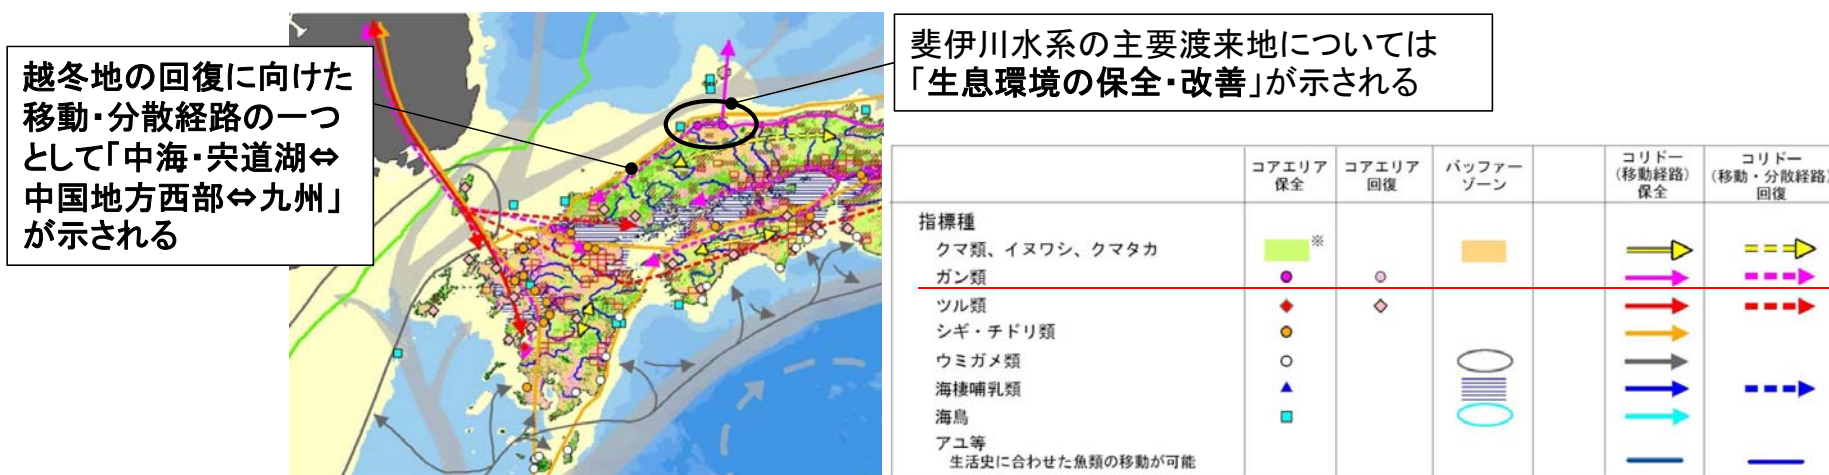 越冬地の回復に向けた
移動・分散経路の一つ
として「中海・宍道湖⇔
中国地方西部⇔九州」
が示される
斐伊川水系の主要渡来地については
「生息環境の保全・改善」が示される
コアエリア
保全
コアエリア
回復
バッファー
ゾーン
コリドー
(移動経路)
保全
コリドー
(移動・分散経路)
回復
指標種
クマ類、イヌワシ、クマタカ
※
ガン類
ツル類
シギ・チドリ類
ウミガメ類
海棲哺乳類
海鳥
アユ等
生活史に合わせた魚類の移動が可能